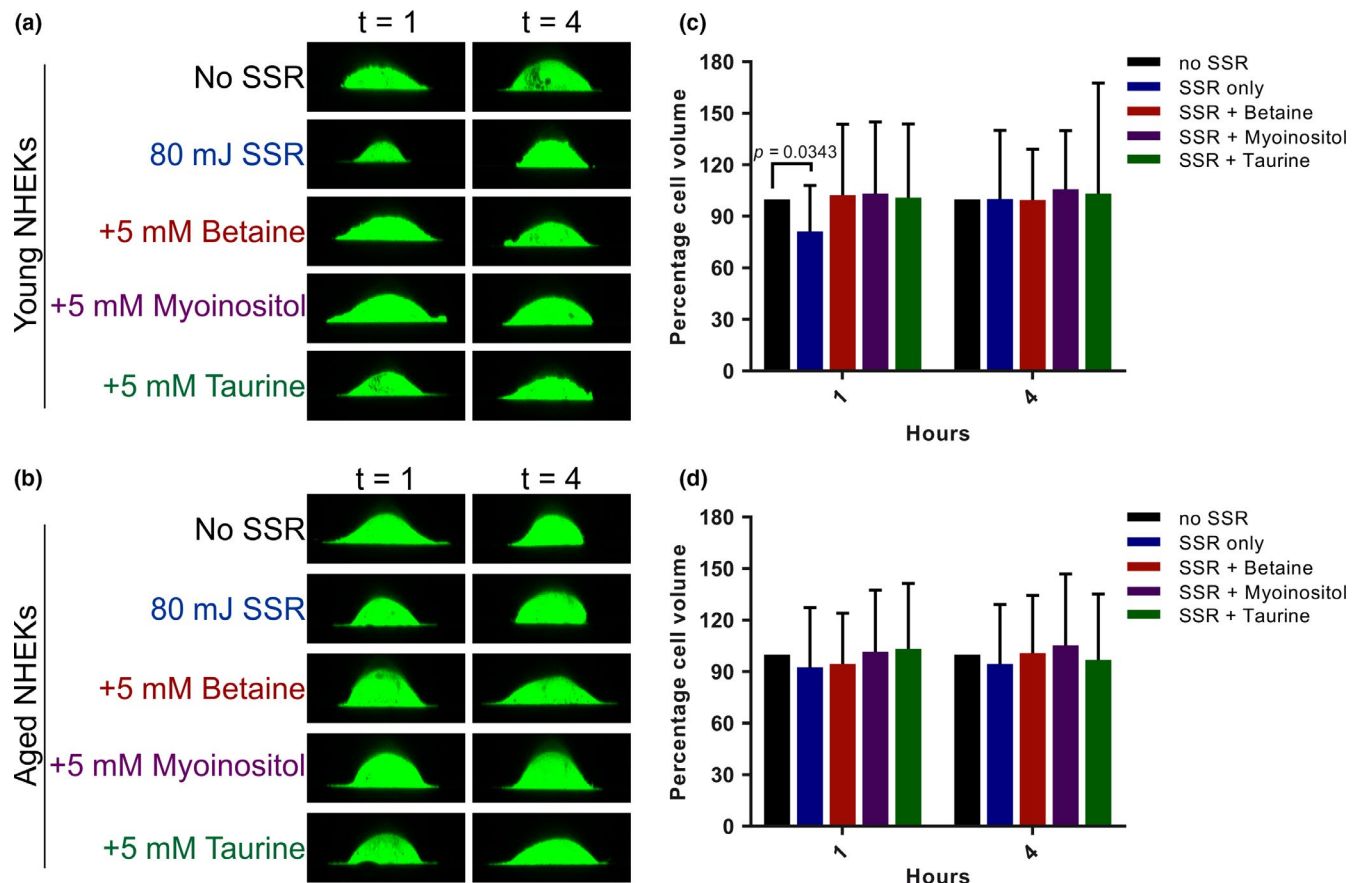 (a)
t = 1
t = 4
Young NHEKs
No SSR
80 mJ SSR
+5 mM Betaine
+5 mM Myoinositol
+5 mM Taurine
(b)
t = 1
t = 4
Aged NHEKs
No SSR
80 mJ SSR
+5 mM Betaine
+5 mM Myoinositol
+5 mM Taurine
(c)
Percentage cell volume
180
150
120
90
60
30
0
p = 0.0343
1
4
Hours
no SSR
SSR only
SSR + Betaine
SSR + Myoinositol
SSR + Taurine
(d)
Percentage cell volume
180
150
120
90
60
30
0
1
4
Hours
no SSR
SSR only
SSR + Betaine
SSR + Myoinositol
SSR + Taurine